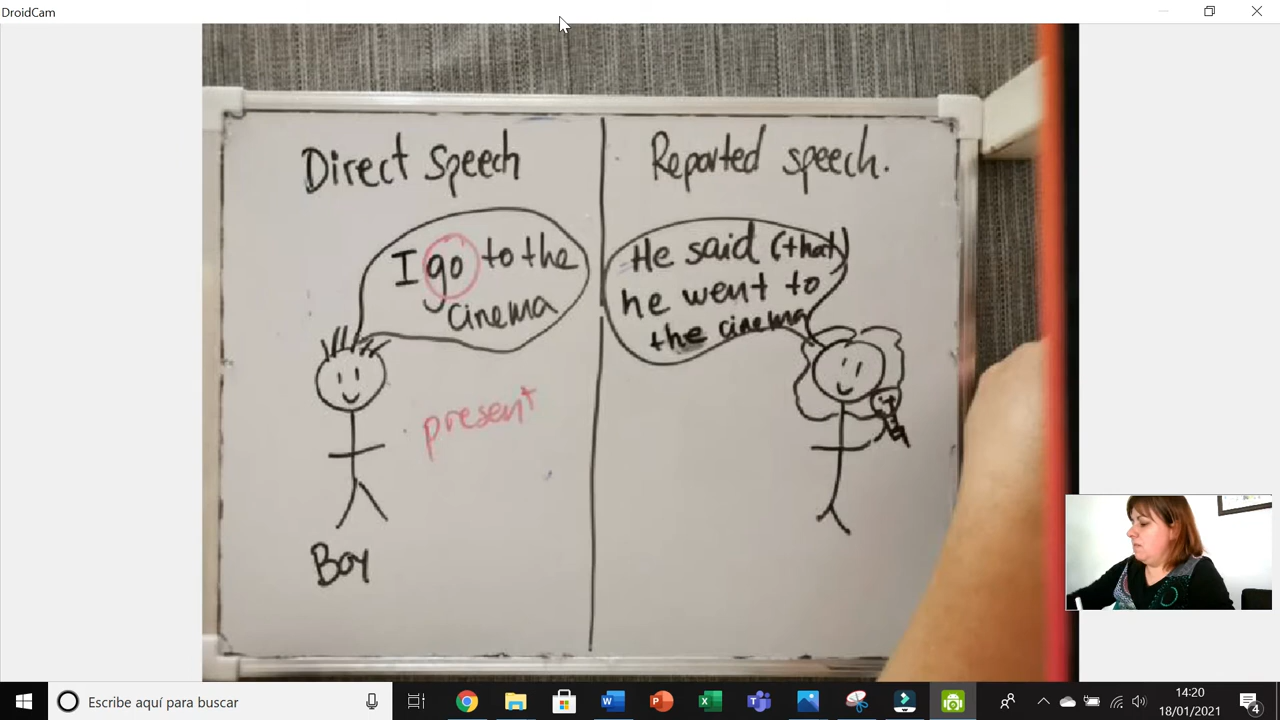 DroidCam
Direct Speech
Reported speech.
I go to the
cinema
He said (that)
he went to
the cinema
present
Boy
Escribe aquí para buscar
14:20
18/01/2021
4